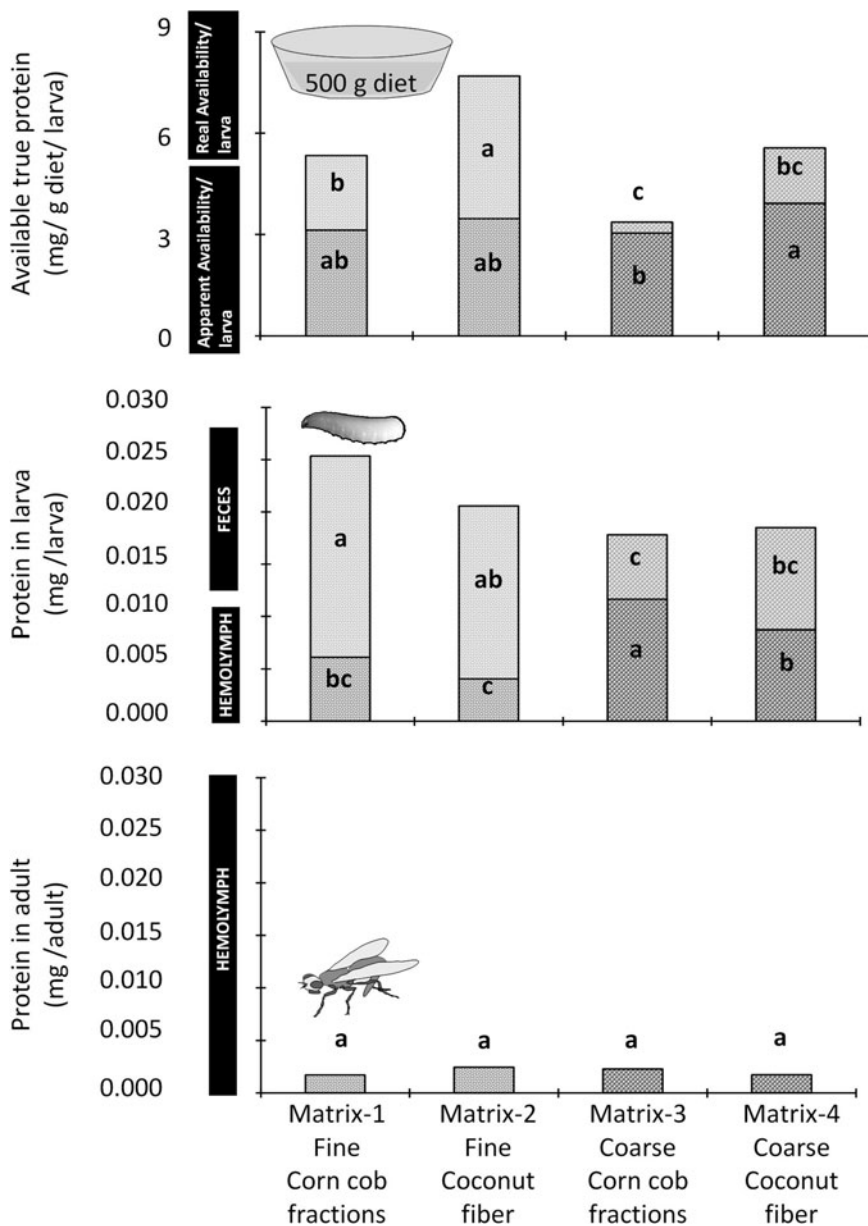 Available true protein
(mg/ g diet/ larva)
9
6
3
0
Real Availability/
larva
Apparent Availability/
larva
500 g diet
b
ab
a
ab
c
b
bc
a
Protein in larva
(mg /larva)
0.030
0.025
0.020
0.015
0.010
0.005
0.000
FECES
HEMOLYMPH
a
bc
ab
c
c
a
bc
b
Protein in adult
(mg /adult)
0.030
0.025
0.020
0.015
0.010
0.005
0.000
HEMOLYMPH
a
a
a
a
Matrix-1
Fine
Corn cob
fractions
Matrix-2
Fine
Coconut
fiber
Matrix-3
Coarse
Corn cob
fractions
Matrix-4
Coarse
Coconut
fiber